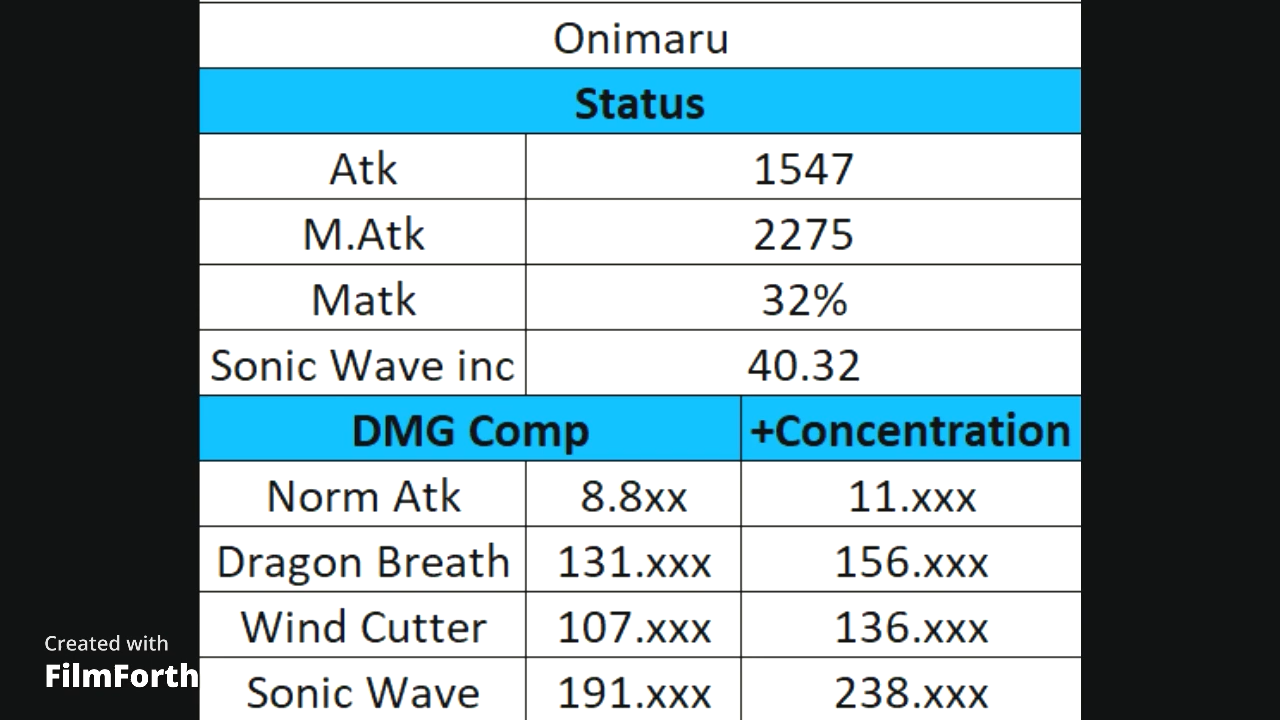 Onimaru
Status
Atk 1547
M.Atk 2275
Matk 32%
Sonic Wave inc 40.32
DMG Comp +Concentration
Norm Atk 8.8xx 11.xxx
Dragon Breath 131.xxx 156.xxx
Wind Cutter 107.xxx 136.xxx
Sonic Wave 191.xxx 238.xxx
Created with
FilmForth